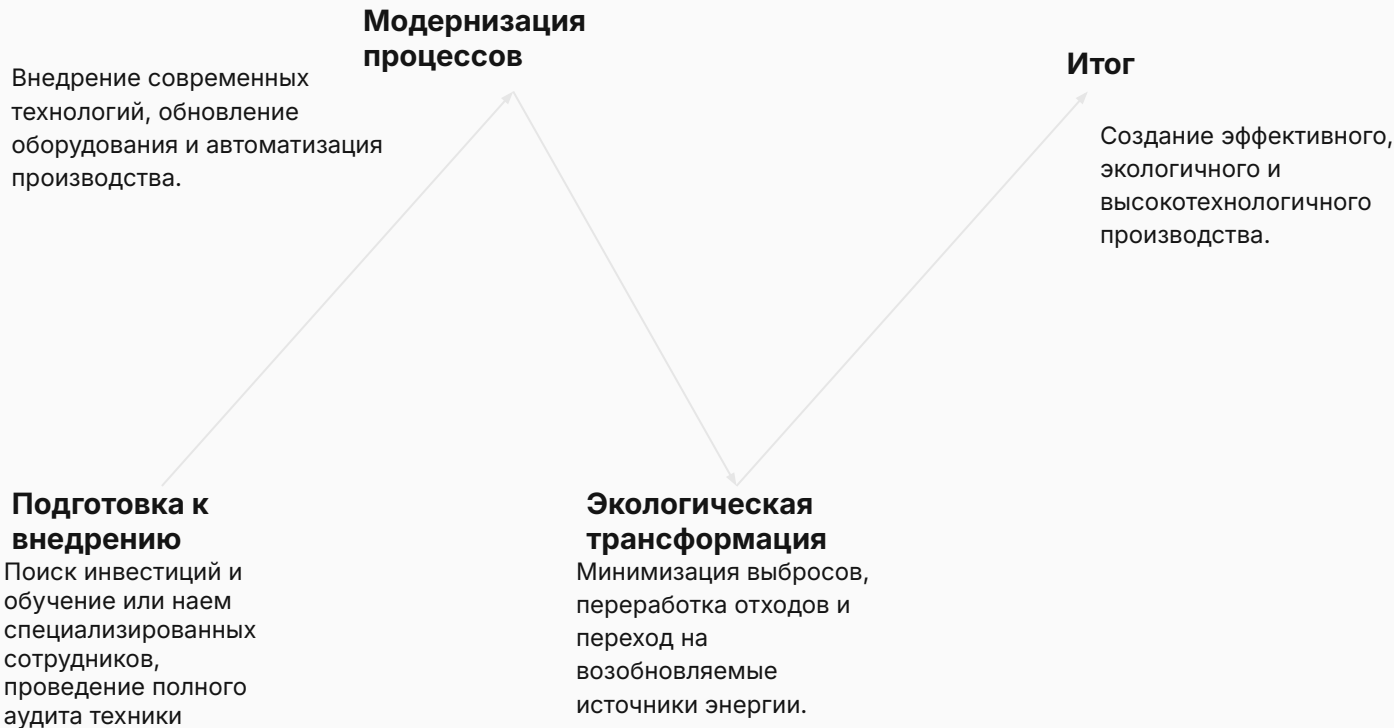 Модернизация
процессов
Внедрение современных
технологий, обновление
оборудования и автоматизация
производства.
Итог
Создание эффективного,
экологичного и
высокотехнологичного
производства.
Подготовка к
внедрению
Поиск инвестиций и
обучение или наем
специализированных
сотрудников,
проведение полного
аудита техники
Экологическая
трансформация
Минимизация выбросов,
переработка отходов и
переход на
возобновляемые
источники энергии.